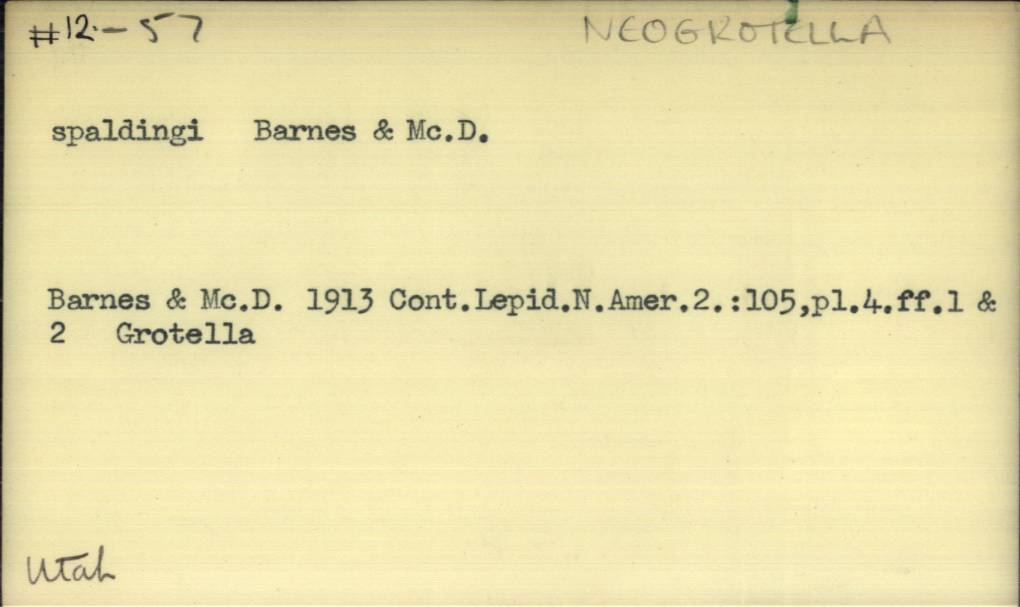 #12.-57 NEOGROTELLA
spaldingi Barnes & Mc.D.
Barnes & Mc.D. 1913 Cont.Lepid.N.Amer.2.:105,pl.4.ff.1 &
2 Grotella
Utah